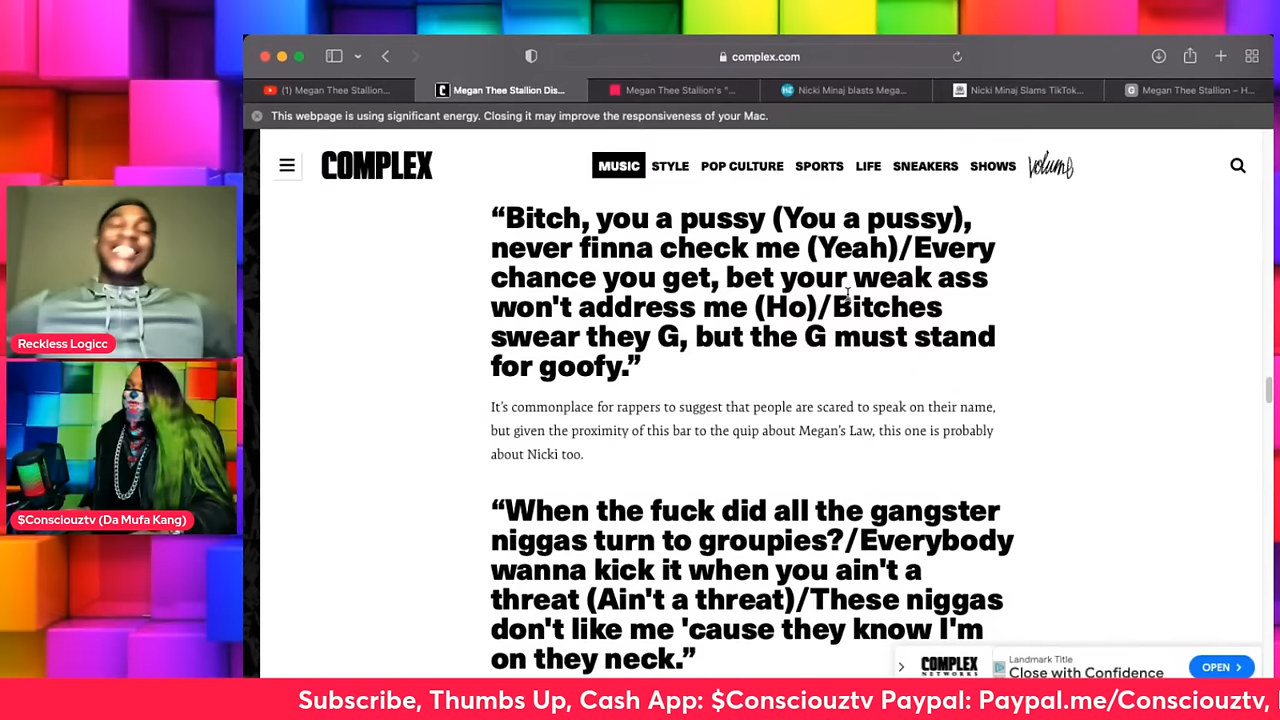 complex.com
(1) Megan Thee Stallion...
C Megan Thee Stallion Dis...
Megan Thee Stallion's "...
Nicki Minaj blasts Mega...
Nicki Minaj Slams TikTok...
G Megan Thee Stallion – H...
This webpage is using significant energy. Closing it may improve the responsiveness of your Mac.
COMPLEX
MUSIC STYLE POP CULTURE SPORTS LIFE SNEAKERS SHOWS volume
“Bitch, you a pussy (You a pussy),
never finna check me (Yeah)/Every
chance you get, bet your weak ass
won't address me (Ho)/Bitches
swear they G, but the G must stand
for goofy.”
It’s commonplace for rappers to suggest that people are scared to speak on their name,
but given the proximity of this bar to the quip about Megan’s Law, this one is probably
about Nicki too.
“When the fuck did all the gangster
niggas turn to groupies?/Everybody
wanna kick it when you ain't a
threat (Ain't a threat)/These niggas
don't like me 'cause they know I'm
on they neck.”
Reckless Logicc
$Consciouztv (Da Mufa Kang)
COMPLEX
NETWORKS
Landmark Title
Close with Confidence
OPEN
Subscribe, Thumbs Up, Cash App: $Consciouztv Paypal: Paypal.me/Consciouztv,